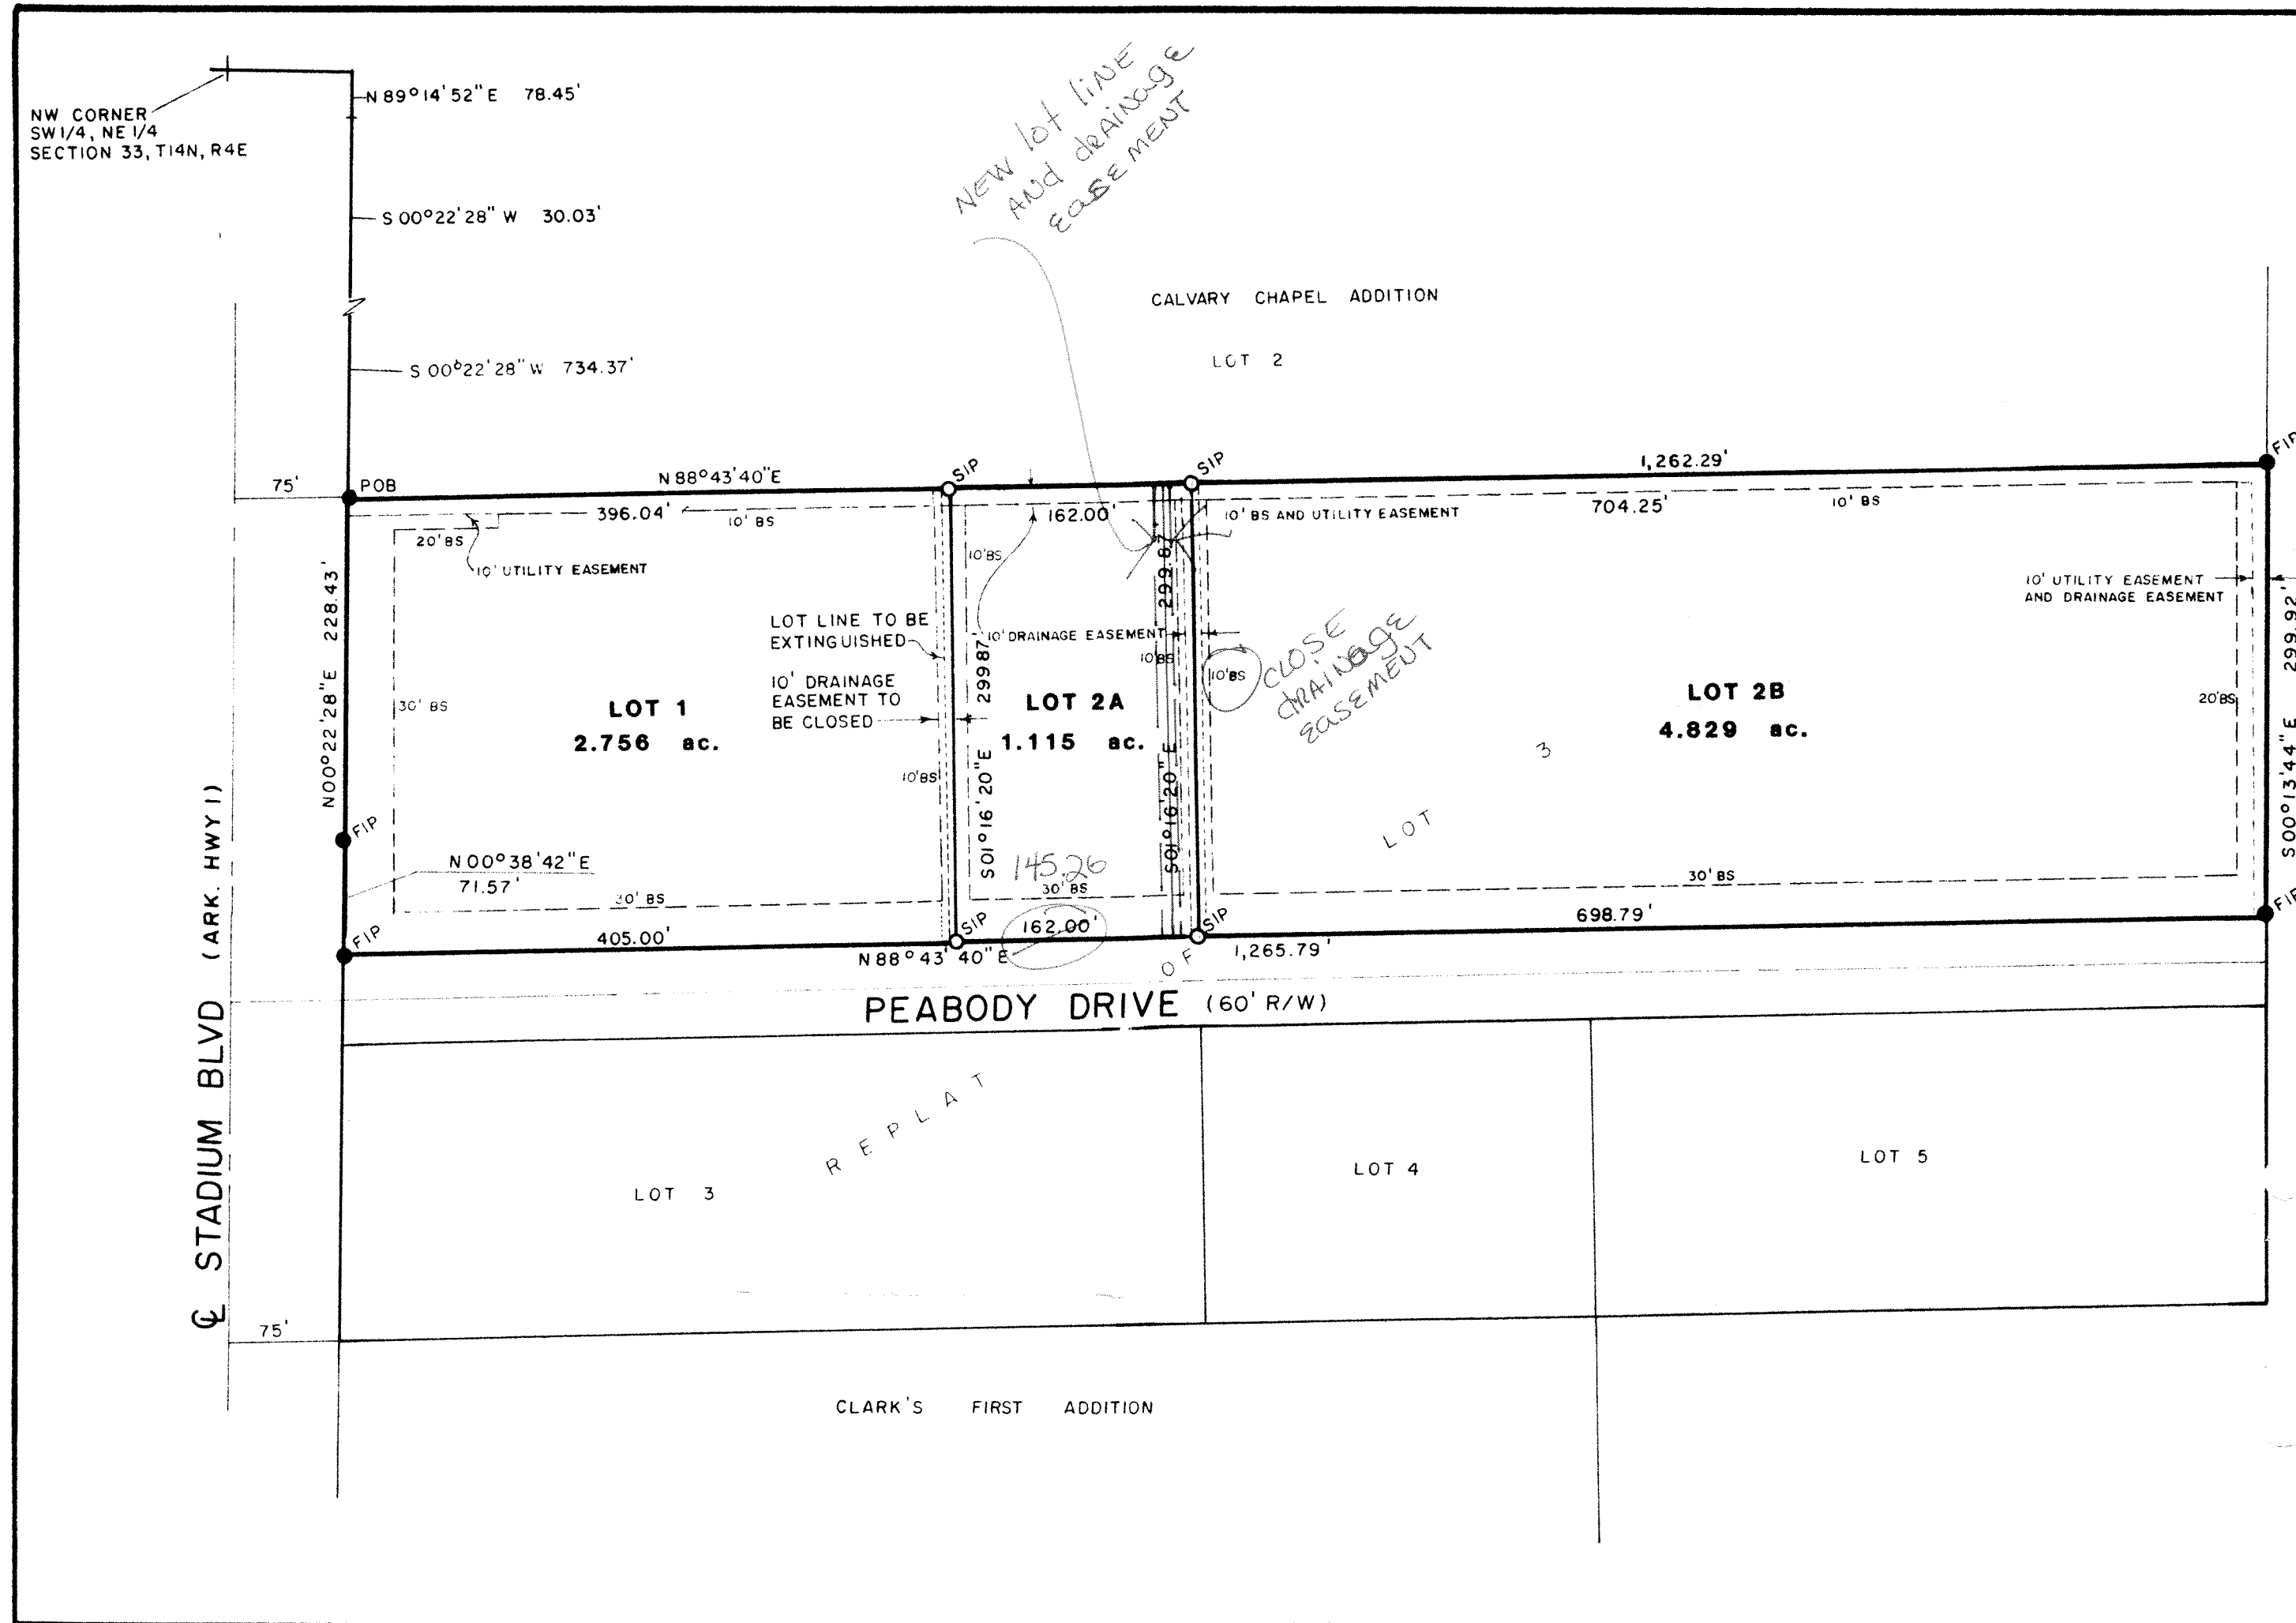 NEW lot liNE
ANd dRAiNagE
EasEMENT
N 89°14'52"E 78.45'
NW CORNER
SW 1/4, NE 1/4
SECTION 33, T14N, R4E
S 00°22'28" W 30.03'
CALVARY CHAPEL ADDITION
LOT 2
S 00°22'28" W 734.37'
75'
POB
N 88°43'40"E
SIP
SIP
1,262.29'
FIP
396.04'
10' BS
162.00'
10' BS AND UTILITY EASEMENT
704.25'
10' BS
20' BS
10' UTILITY EASEMENT
10' BS
299.87
10' UTILITY EASEMENT
AND DRAINAGE EASEMENT
N00°22'28"E 228.43'
LOT LINE TO BE
EXTINGUISHED
10' DRAINAGE EASEMENT
10' BS
10' DRAINAGE
EASEMENT TO
BE CLOSED
S01°16'20"E 299.87'
S01°16'20"E
10'BS
CLOSE
dRAiNagE
EasEMENT
30' BS
LOT 1
2.756 ac.
10'BS
LOT 2A
1.115 ac.
LOT 2B
4.829 ac.
20'BS
S00°13'44"E 299.92'
FIP
N 00°38'42"E
71.57'
30' BS
145.26
30' BS
30' BS
FIP
405.00'
SIP
162.00'
SIP
698.79'
FIP
N 88°43'40"E
1,265.79'
PEABODY DRIVE (60' R/W)
REPLAT OF LOT 3
℄ STADIUM BLVD (ARK. HWY 1)
LOT 3
LOT 4
LOT 5
75'
CLARK'S FIRST ADDITION